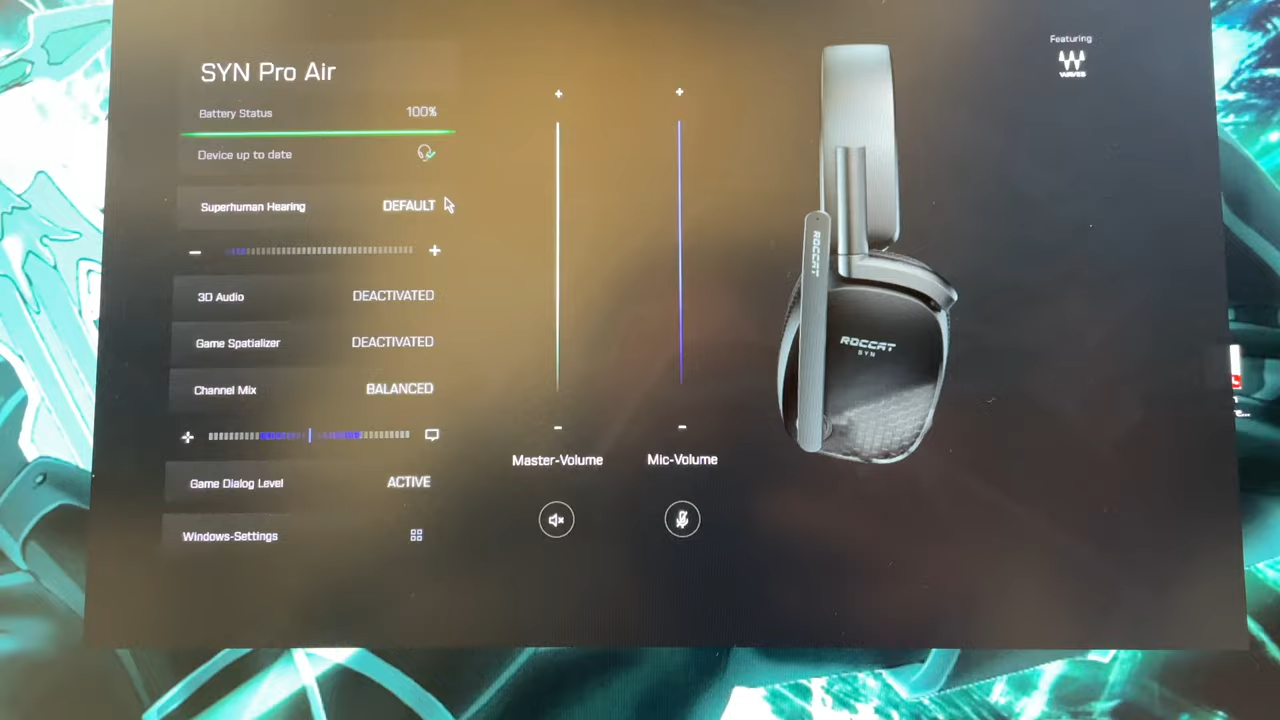 SYN Pro Air
Featuring
WAVES
Battery Status 100%
Device up to date
Superhuman Hearing DEFAULT
3D Audio DEACTIVATED
Game Spatializer DEACTIVATED
Channel Mix BALANCED
Game Dialog Level ACTIVE
Windows-Settings
Master-Volume
Mic-Volume
ROCCAT
ROCCAT
SYN